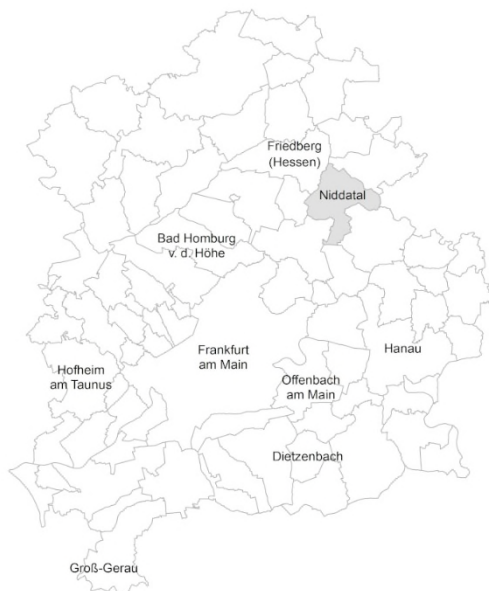 Friedberg
(Hessen)
Niddatal
Bad Homburg
v. d. Höhe
Frankfurt
am Main
Hanau
Hofheim
am Taunus
Offenbach
am Main
Dietzenbach
Groß-Gerau